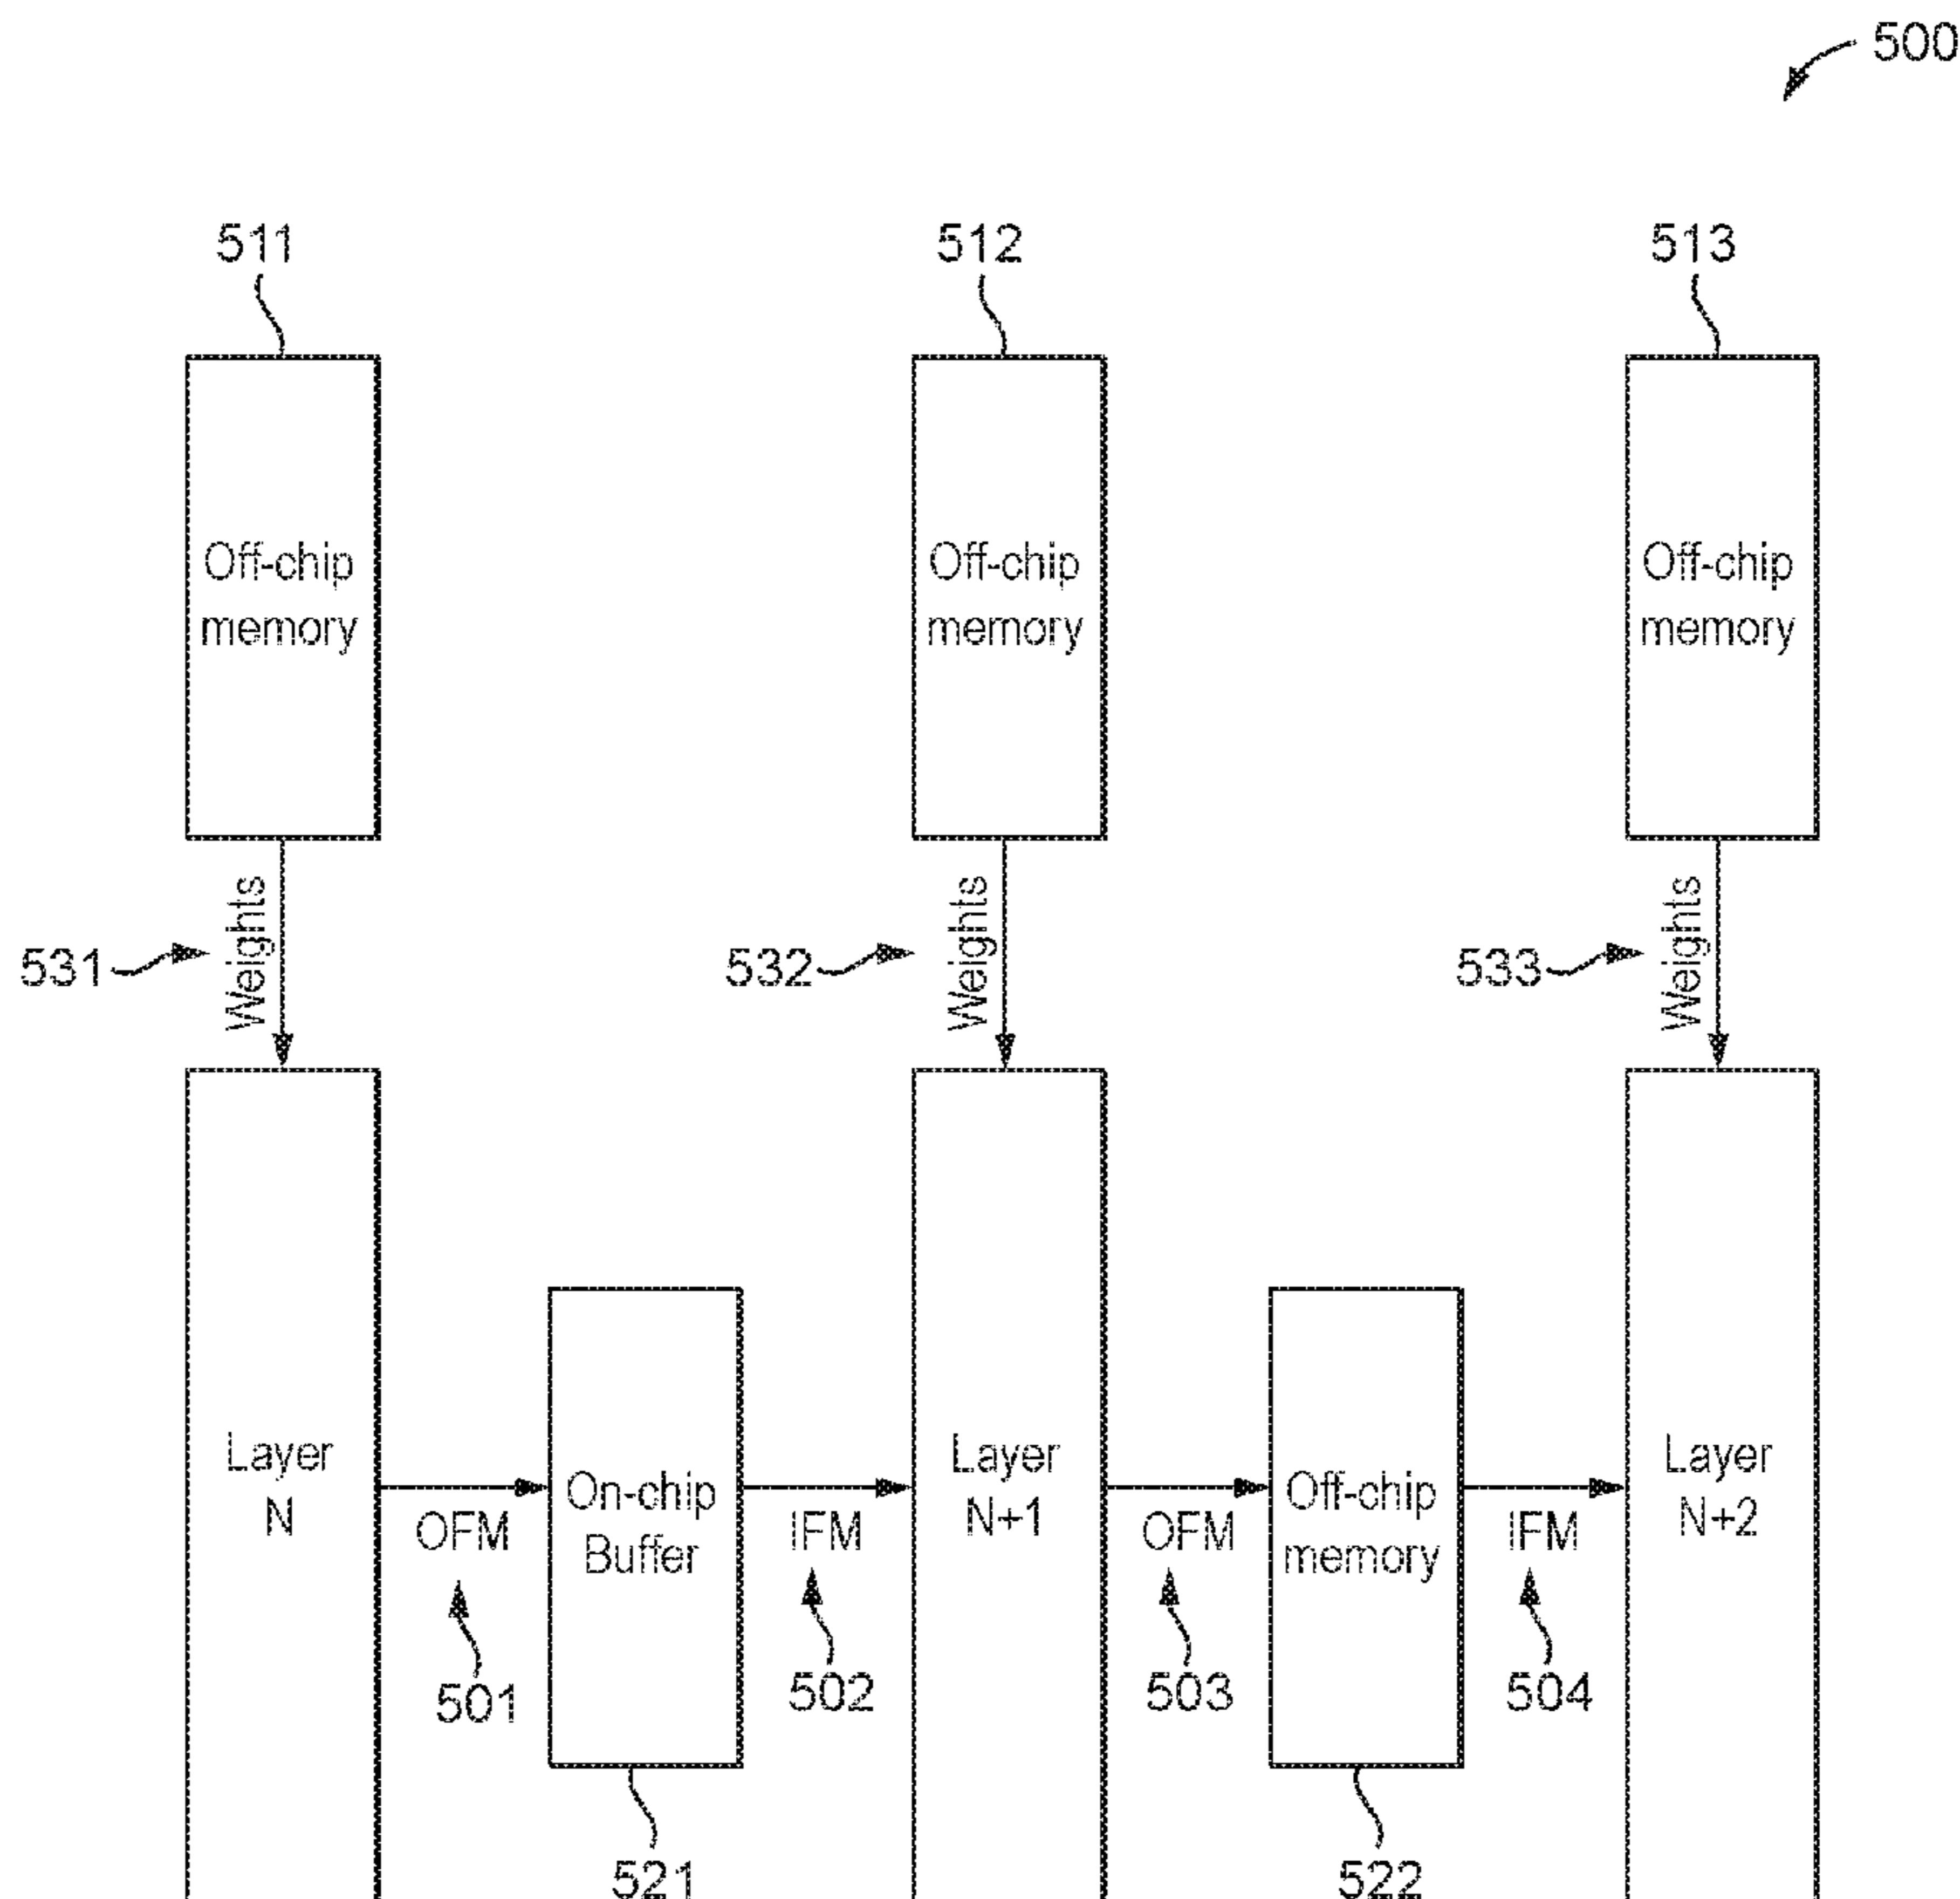 500
511
512
513
Off-chip
memory
Off-chip
memory
Off-chip
memory
531
Weights
532
Weights
533
Weights
Layer
N
OFM
501
On-chip
Buffer
IFM
502
Layer
N+1
OFM
503
Off-chip
memory
IFM
504
Layer
N+2
521
522